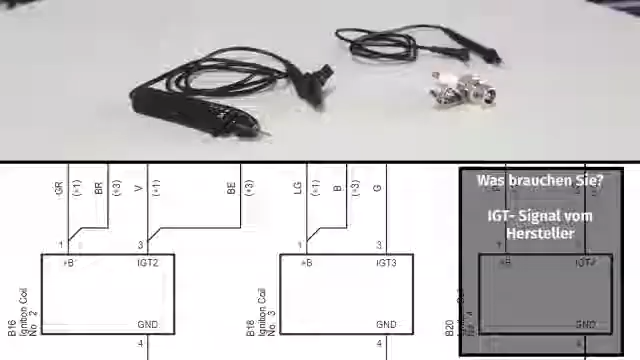 GR
(*1)
BR
(*3)
V
(*1)
BE
(*3)
LG
(*1)
B
(*3)
G
Was brauchen Sie?
IGT- Signal vom
Hersteller
1
3
1
3
+B
IGT2
+B
IGT3
+B
IGT4
B16
Ignition Coil
No. 2
B18
Ignition Coil
No. 3
B20
GND
GND
GND
4
4
4